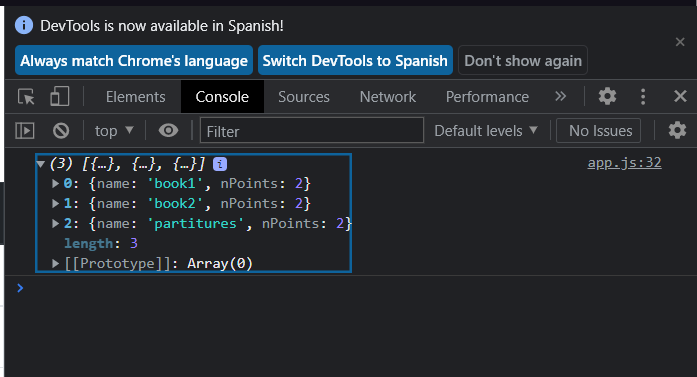 DevTools is now available in Spanish!
Always match Chrome's language Switch DevTools to Spanish Don't show again
Elements Console Sources Network Performance
top Filter Default levels No Issues
(3) [{…}, {…}, {…}] i app.js:32
0: {name: 'book1', nPoints: 2}
1: {name: 'book2', nPoints: 2}
2: {name: 'partitures', nPoints: 2}
length: 3
[[Prototype]]: Array(0)